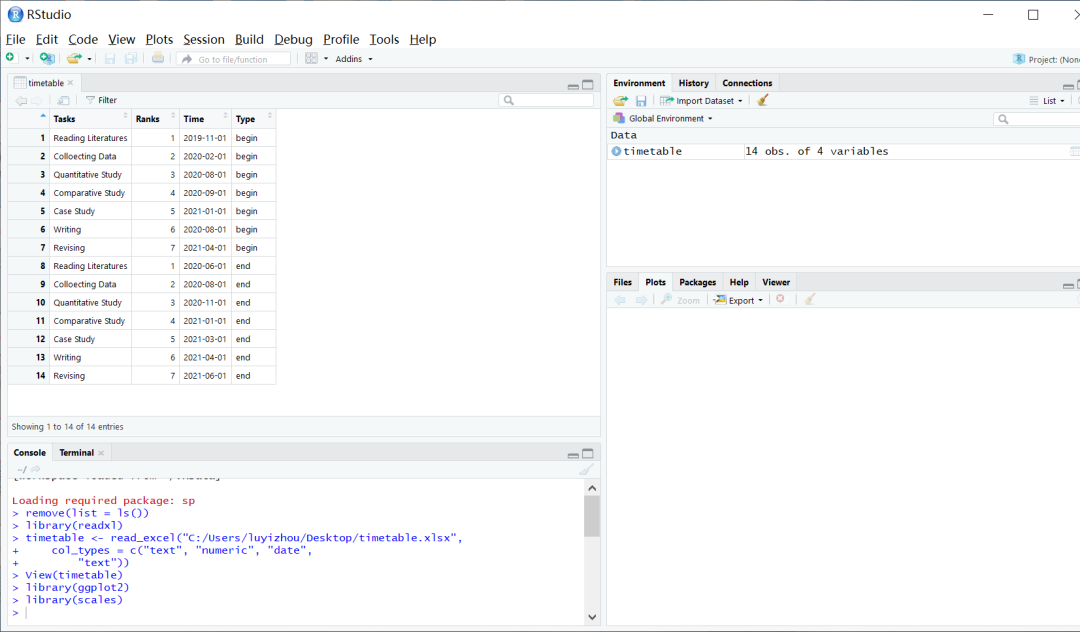 RStudio
File Edit Code View Plots Session Build Debug Profile Tools Help
Go to file/function Addins Project: (None
timetable
Filter
Tasks Ranks Time Type
1 Reading Literatures 1 2019-11-01 begin
2 Colloecting Data 2 2020-02-01 begin
3 Quantitative Study 3 2020-08-01 begin
4 Comparative Study 4 2020-09-01 begin
5 Case Study 5 2021-01-01 begin
6 Writing 6 2020-08-01 begin
7 Revising 7 2021-04-01 begin
8 Reading Literatures 1 2020-06-01 end
9 Colloecting Data 2 2020-08-01 end
10 Quantitative Study 3 2020-11-01 end
11 Comparative Study 4 2021-01-01 end
12 Case Study 5 2021-03-01 end
13 Writing 6 2021-04-01 end
14 Revising 7 2021-06-01 end
Showing 1 to 14 of 14 entries
Console Terminal
~/
Loading required package: sp
> remove(list = ls())
> library(readxl)
> timetable <- read_excel("C:/Users/luyizhou/Desktop/timetable.xlsx",
+     col_types = c("text", "numeric", "date",
+         "text"))
> View(timetable)
> library(ggplot2)
> library(scales)
>
Environment History Connections
Import Dataset List
Global Environment
Data
timetable 14 obs. of 4 variables
Files Plots Packages Help Viewer
Zoom Export